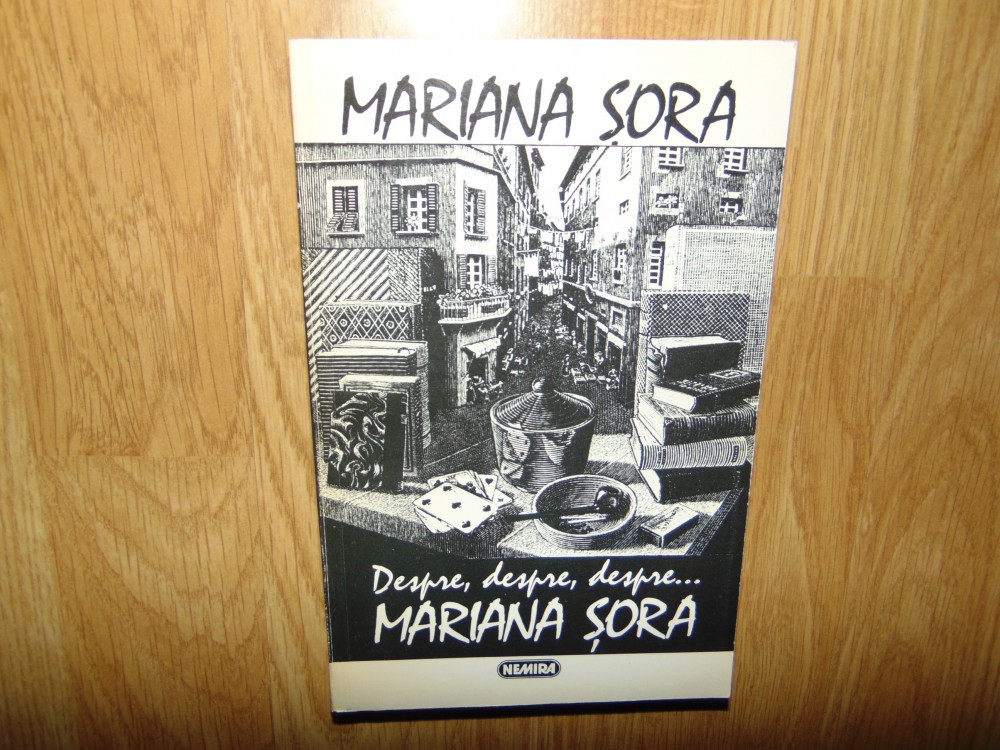 MARIANA ȘORA
Despre, despre, despre...
MARIANA ȘORA
NEMIRA